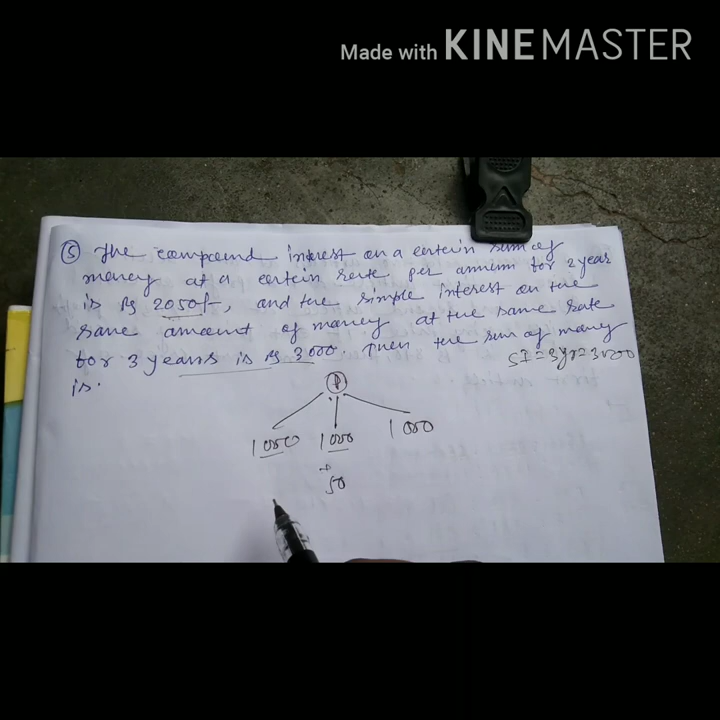 Made with KINEMASTER
⑤ The compound interest on a certain sum of
money at a certain rate per annum for 2 year
is Rs 2050/-, and the simple interest on the
same amount of money at the same rate
for 3 years is Rs 3000. Then the sum of money
is.
SI = 3yr = 3000
P
1000 1000 1000
+
50